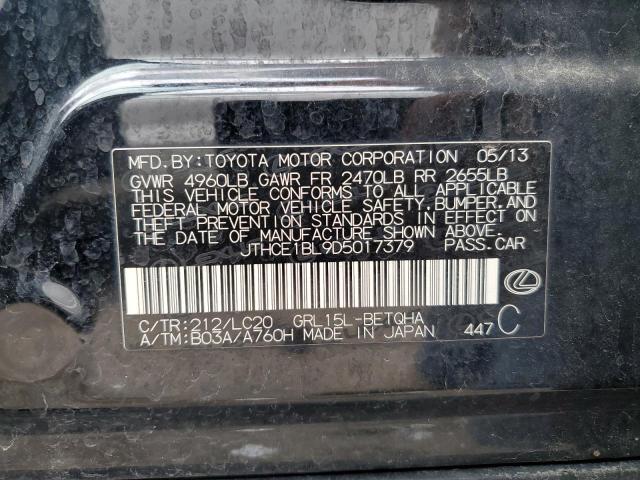 MFD. BY: TOYOTA MOTOR CORPORATION 05/13
GVWR 4960LB GAWR FR 2470LB RR 2655LB
THIS VEHICLE CONFORMS TO ALL APPLICABLE
FEDERAL MOTOR VEHICLE SAFETY, BUMPER, AND
THEFT PREVENTION STANDARDS IN EFFECT ON
THE DATE OF MANUFACTURE SHOWN ABOVE.
JTHCE1BL9D5017379 PASS. CAR
C/TR: 212/LC20 GRL15L-BETQHA
A/TM: B03A/A760H MADE IN JAPAN 447 C